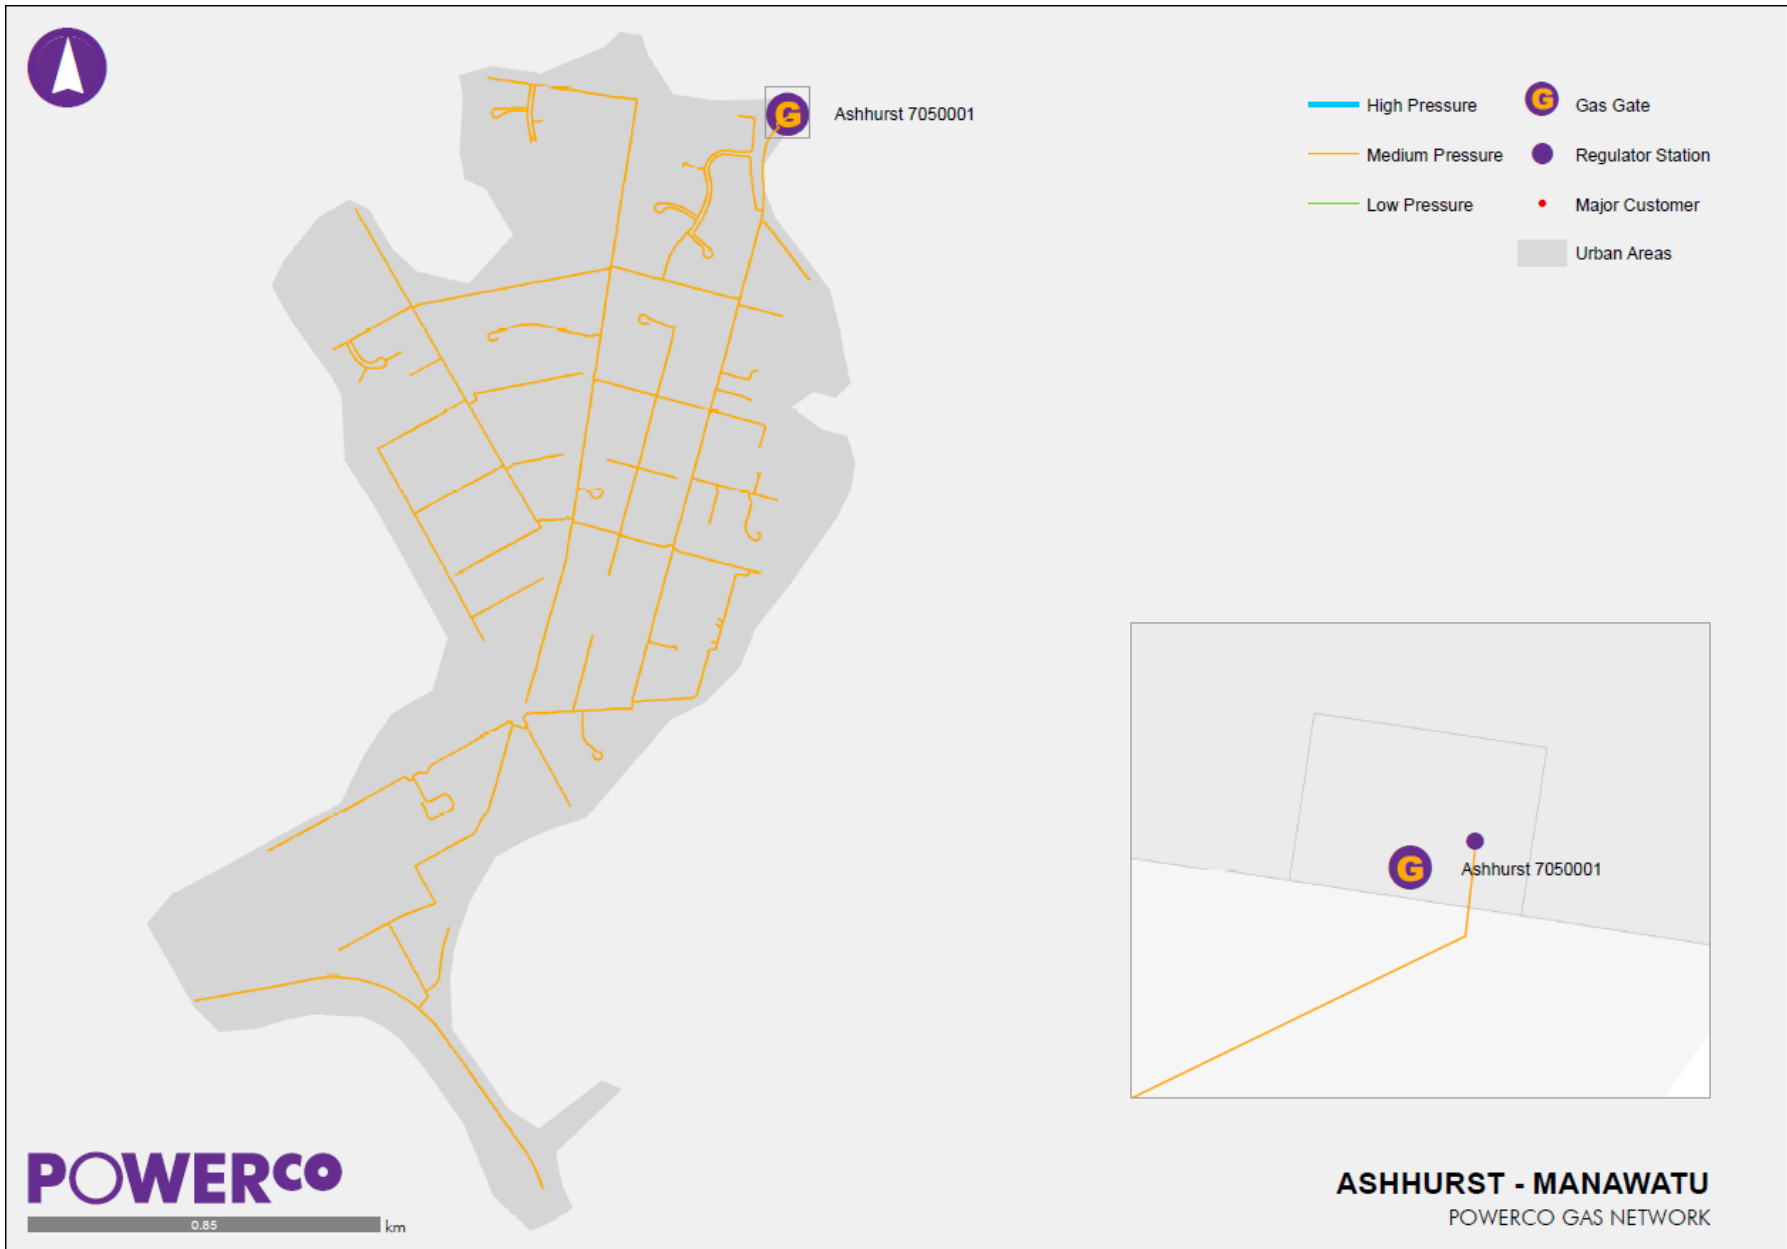 G
Ashhurst 7050001
High Pressure
G
Gas Gate
Medium Pressure
Regulator Station
Low Pressure
Major Customer
Urban Areas
G
Ashhurst 7050001
POWERCO
0.85
km
ASHHURST - MANAWATU
POWERCO GAS NETWORK